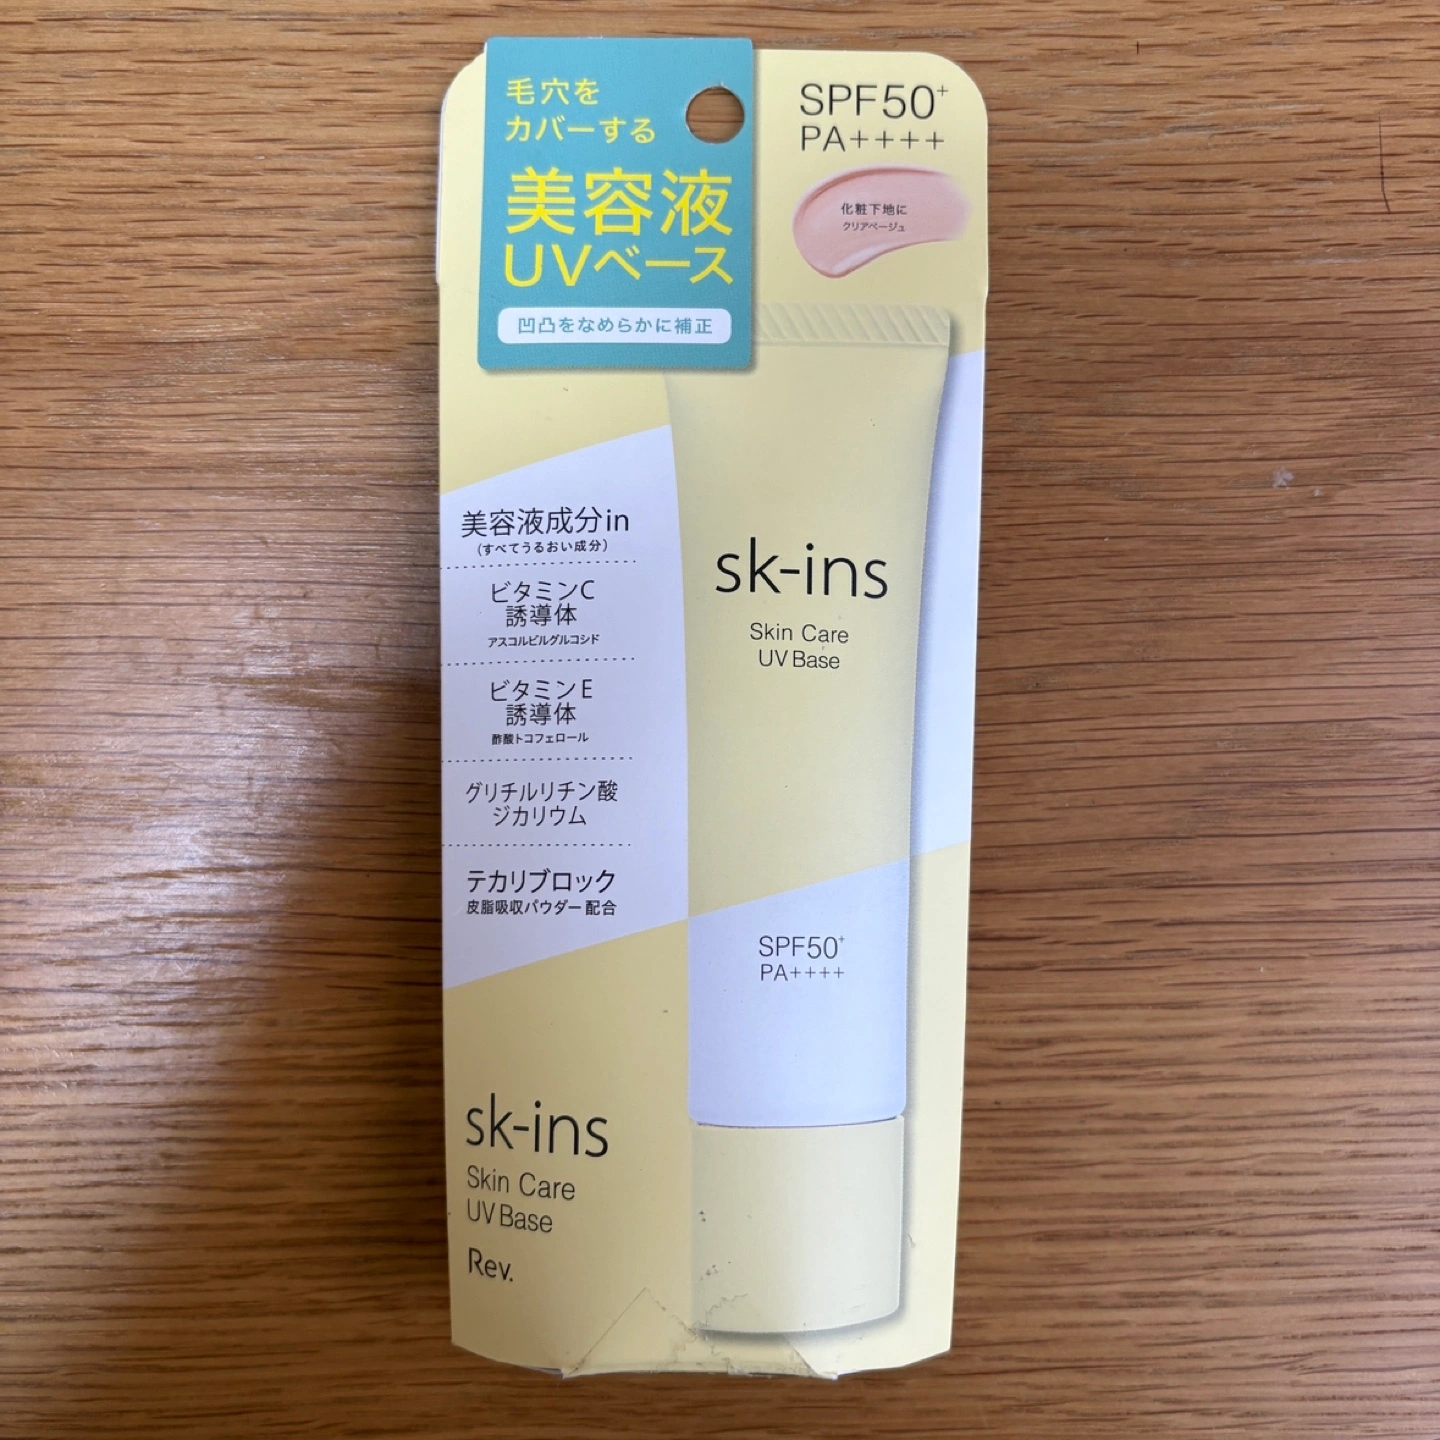 毛穴を
カバーする
美容液
UVベース
凹凸をなめらかに補正
SPF50+
PA++++
化粧下地に
クリアベージュ
美容液成分in
(すべてうるおい成分)
ビタミンC
誘導体
アスコルビルグルコシド
ビタミンE
誘導体
酢酸トコフェロール
グリチルリチン酸
ジカリウム
テカリブロック
皮脂吸収パウダー配合
sk-ins
Skin Care
UV Base
SPF50+
PA++++
sk-ins
Skin Care
UV Base
Rev.